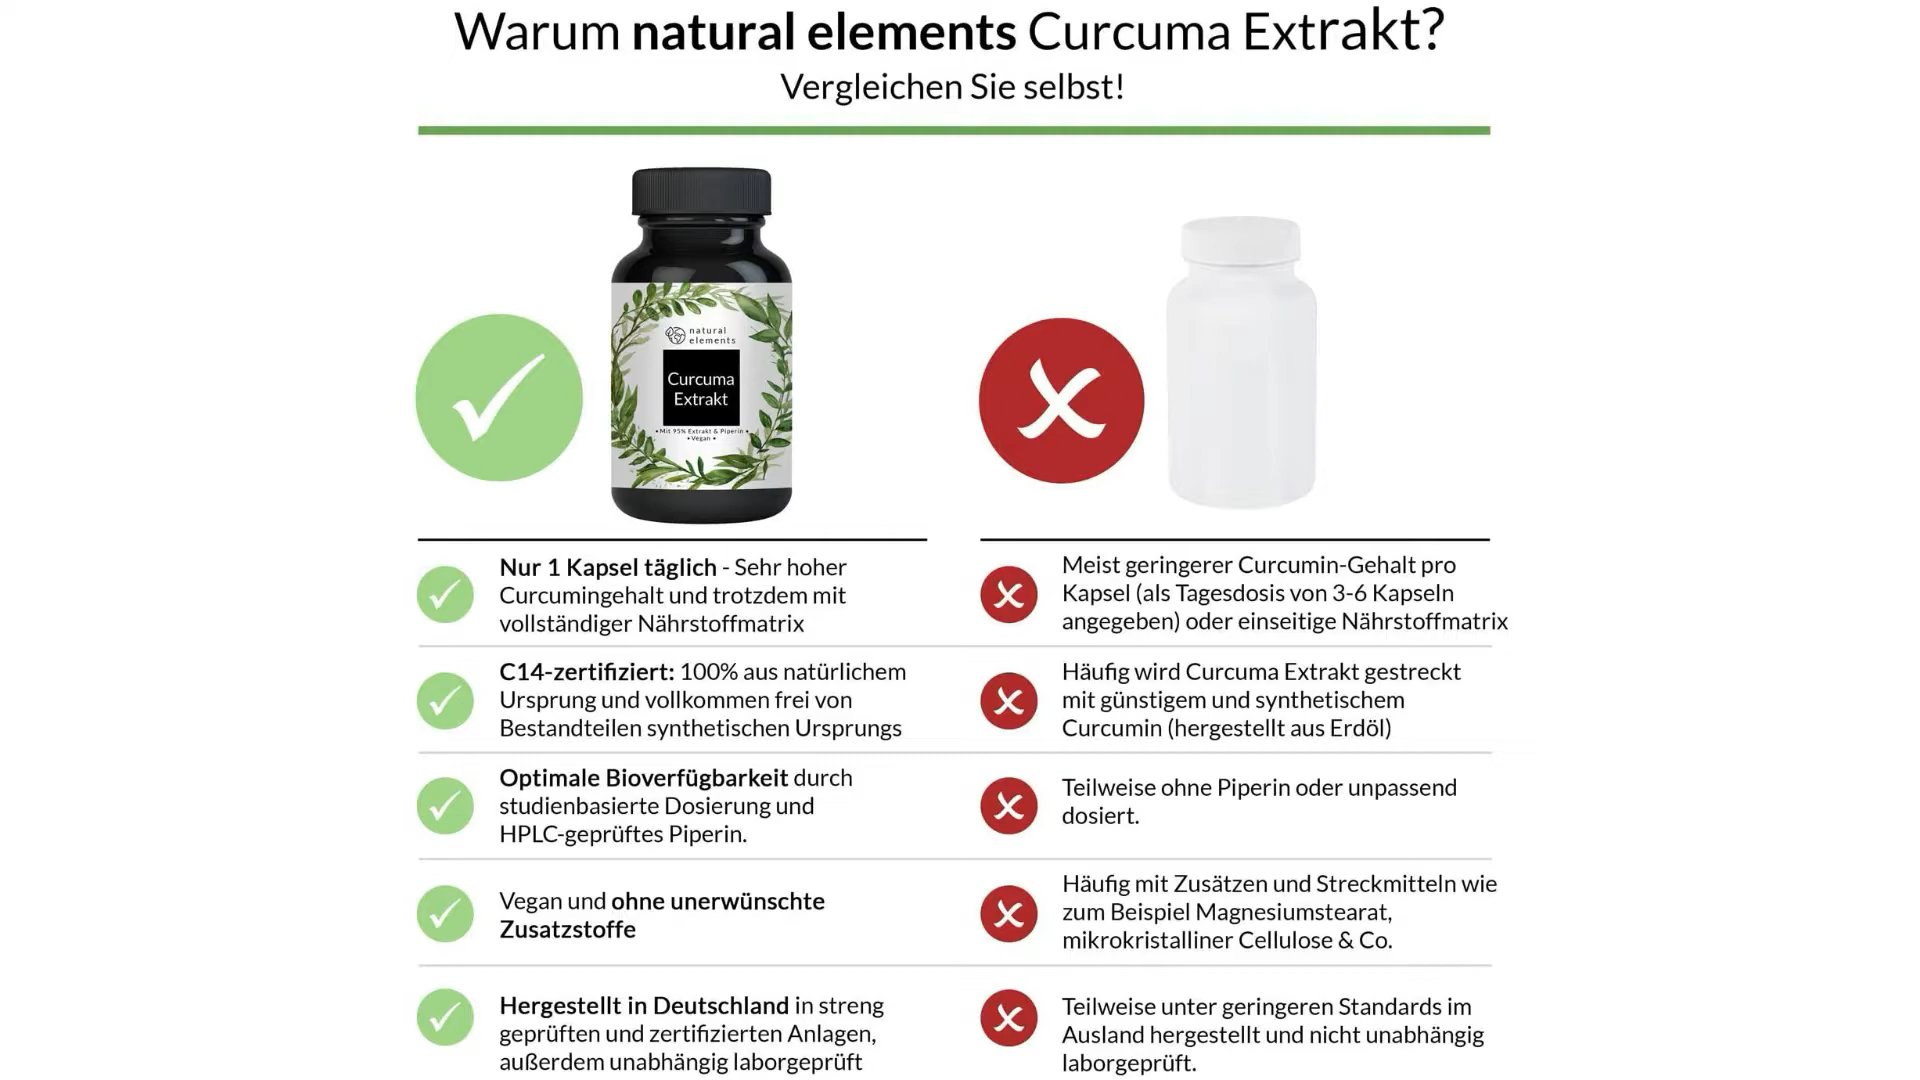 Warum natural elements Curcuma Extrakt?
Vergleichen Sie selbst!
natural
elements
Curcuma
Extrakt
• Mit 95% Extrakt & Piperin •
• Vegan •
Nur 1 Kapsel täglich - Sehr hoher
Curcumingehalt und trotzdem mit
vollständiger Nährstoffmatrix
Meist geringerer Curcumin-Gehalt pro
Kapsel (als Tagesdosis von 3-6 Kapseln
angegeben) oder einseitige Nährstoffmatrix
C14-zertifiziert: 100% aus natürlichem
Ursprung und vollkommen frei von
Bestandteilen synthetischen Ursprungs
Häufig wird Curcuma Extrakt gestreckt
mit günstigem und synthetischem
Curcumin (hergestellt aus Erdöl)
Optimale Bioverfügbarkeit durch
studienbasierte Dosierung und
HPLC-geprüftes Piperin.
Teilweise ohne Piperin oder unpassend
dosiert.
Vegan und ohne unerwünschte
Zusatzstoffe
Häufig mit Zusätzen und Streckmitteln wie
zum Beispiel Magnesiumstearat,
mikrokristalliner Cellulose & Co.
Hergestellt in Deutschland in streng
geprüften und zertifizierten Anlagen,
außerdem unabhängig laborgeprüft
Teilweise unter geringeren Standards im
Ausland hergestellt und nicht unabhängig
laborgeprüft.